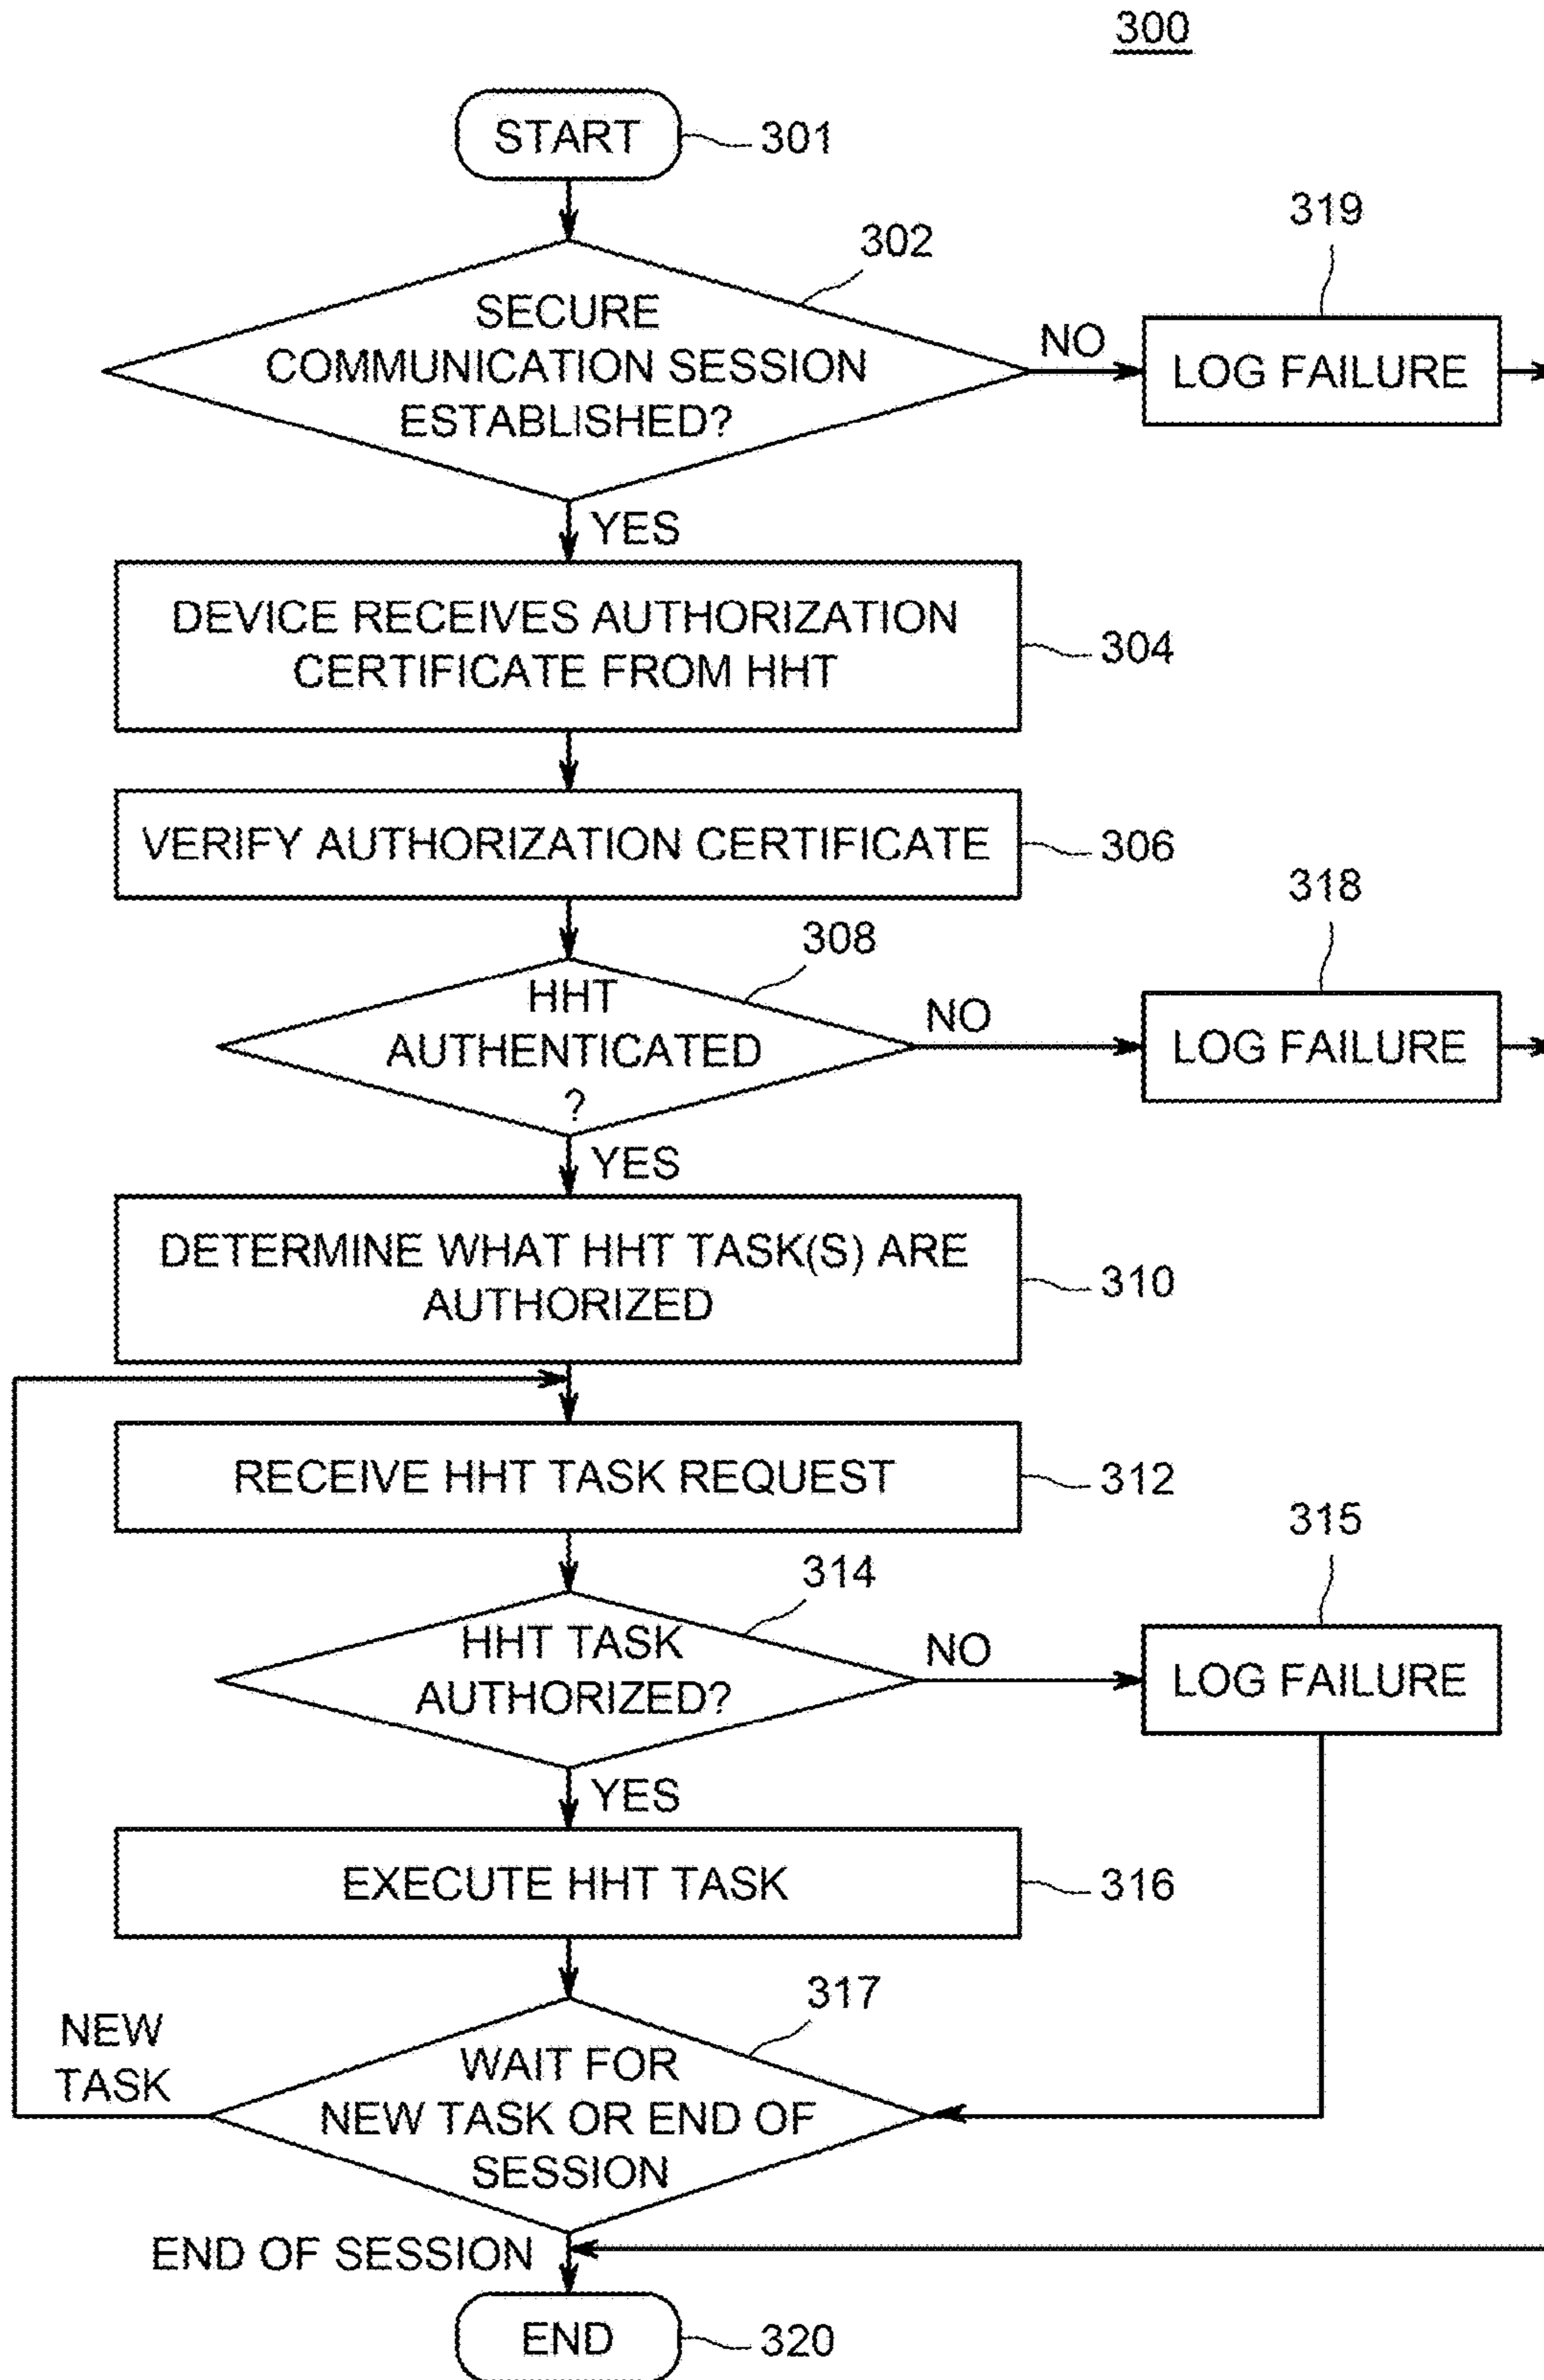 300
START
301
302
SECURE
COMMUNICATION SESSION
ESTABLISHED?
NO
319
LOG FAILURE
YES
DEVICE RECEIVES AUTHORIZATION
CERTIFICATE FROM HHT
304
VERIFY AUTHORIZATION CERTIFICATE
306
308
HHT
AUTHENTICATED
?
NO
318
LOG FAILURE
YES
DETERMINE WHAT HHT TASK(S) ARE
AUTHORIZED
310
RECEIVE HHT TASK REQUEST
312
314
HHT TASK
AUTHORIZED?
NO
315
LOG FAILURE
YES
EXECUTE HHT TASK
316
317
NEW
TASK
WAIT FOR
NEW TASK OR END OF
SESSION
END OF SESSION
END
320